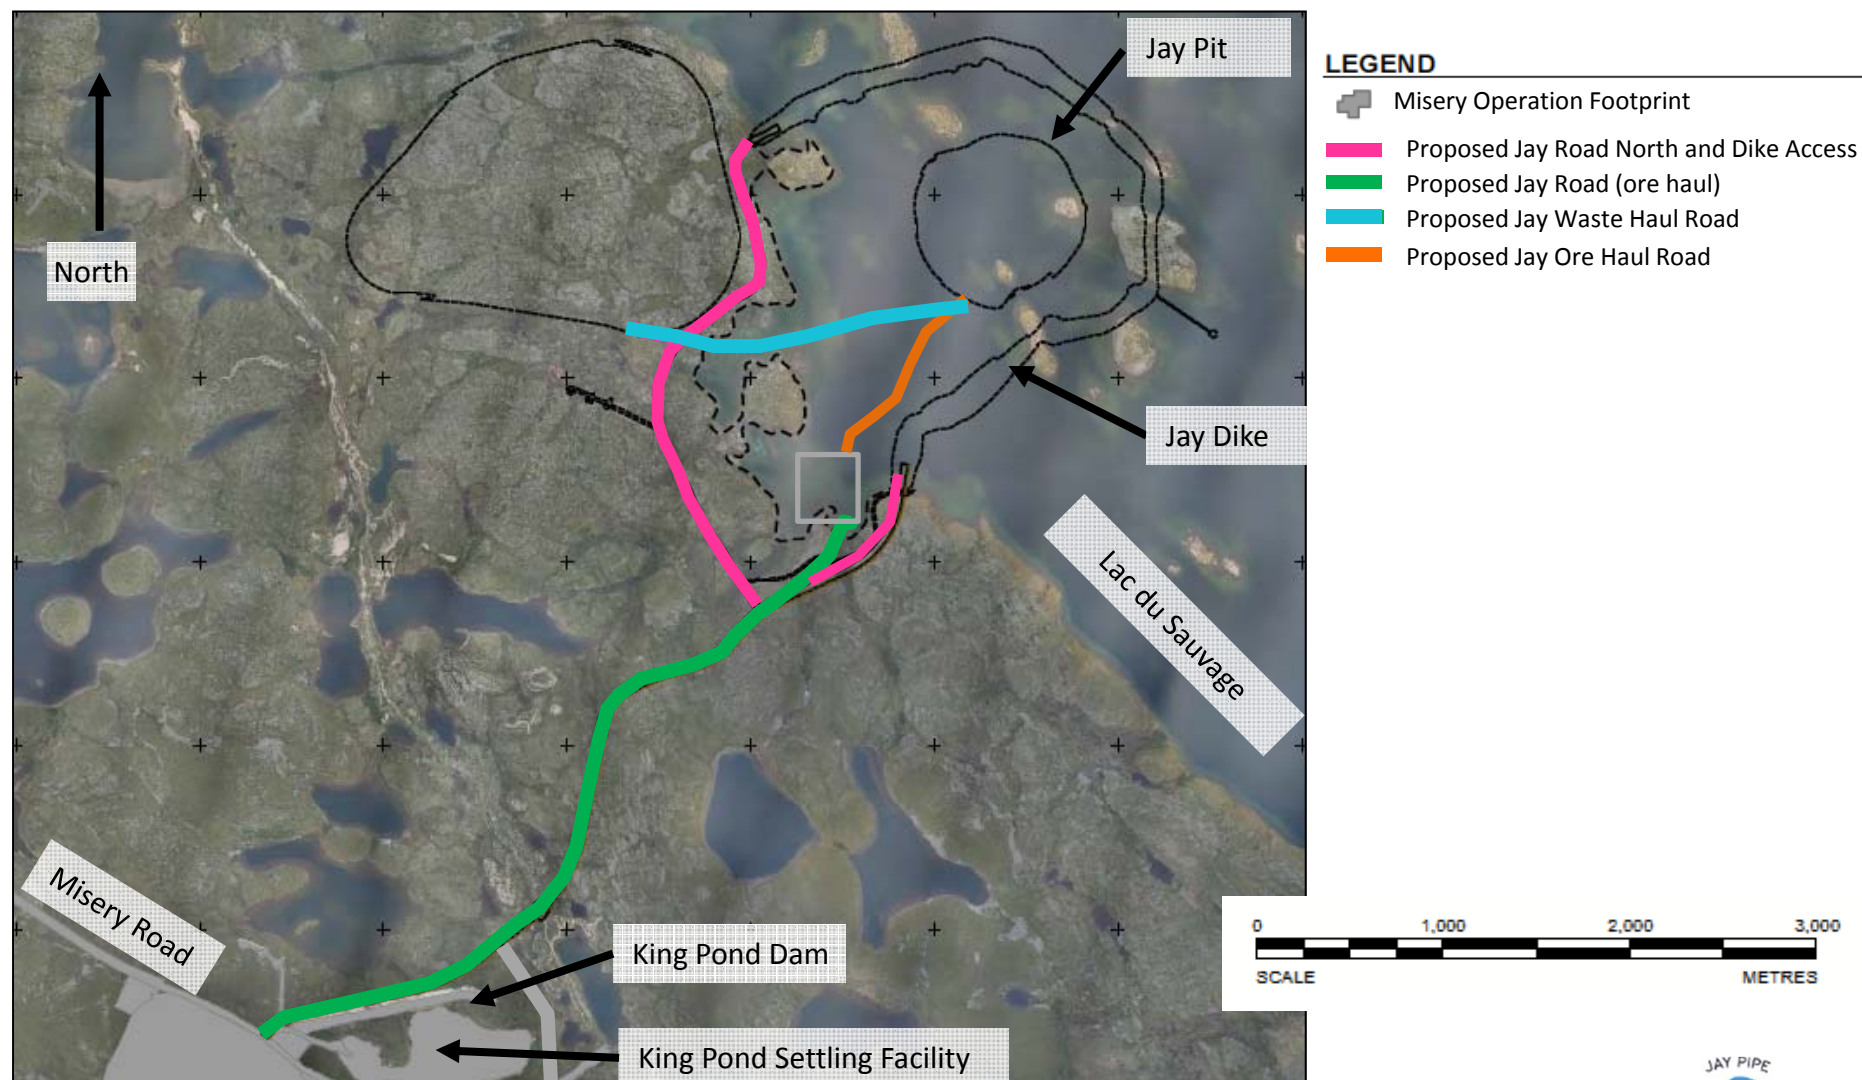 Jay Pit
North
Jay Dike
Lac du Sauvage
Misery Road
King Pond Dam
King Pond Settling Facility
LEGEND
Misery Operation Footprint
Proposed Jay Road North and Dike Access
Proposed Jay Road (ore haul)
Proposed Jay Waste Haul Road
Proposed Jay Ore Haul Road
0 1,000 2,000 3,000
SCALE METRES
JAY PIPE